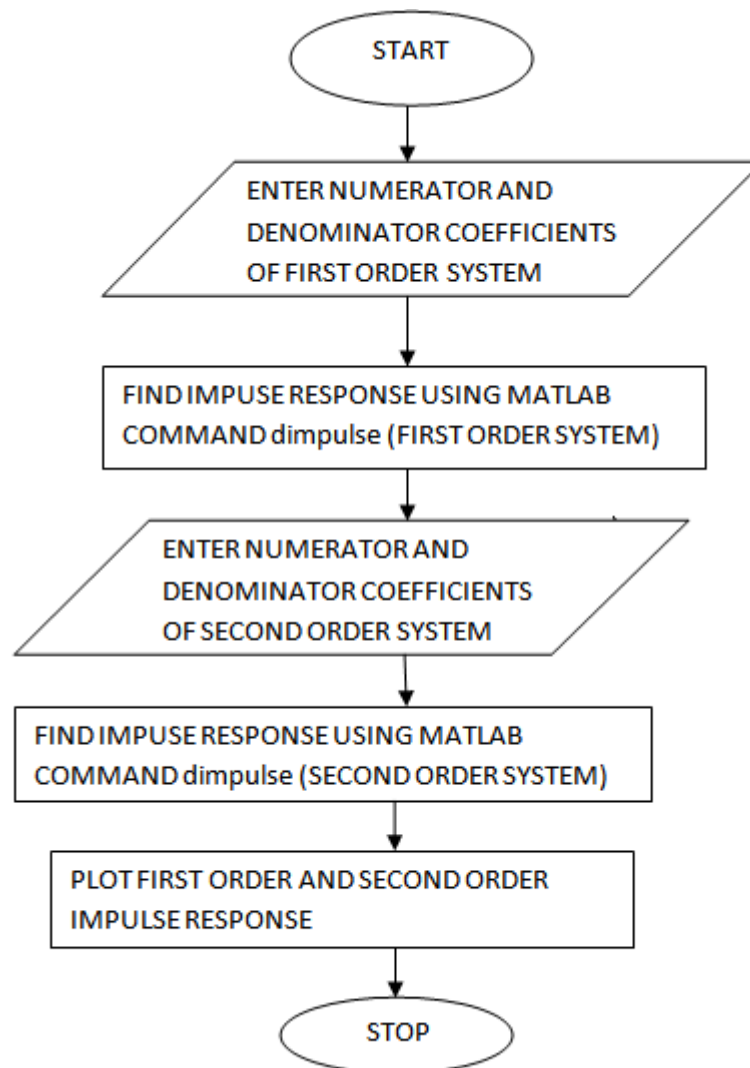 START
ENTER NUMERATOR AND
DENOMINATOR COEFFICIENTS
OF FIRST ORDER SYSTEM
FIND IMPUSE RESPONSE USING MATLAB
COMMAND dimpulse (FIRST ORDER SYSTEM)
ENTER NUMERATOR AND
DENOMINATOR COEFFICIENTS
OF SECOND ORDER SYSTEM
FIND IMPUSE RESPONSE USING MATLAB
COMMAND dimpulse (SECOND ORDER SYSTEM)
PLOT FIRST ORDER AND SECOND ORDER
IMPULSE RESPONSE
STOP